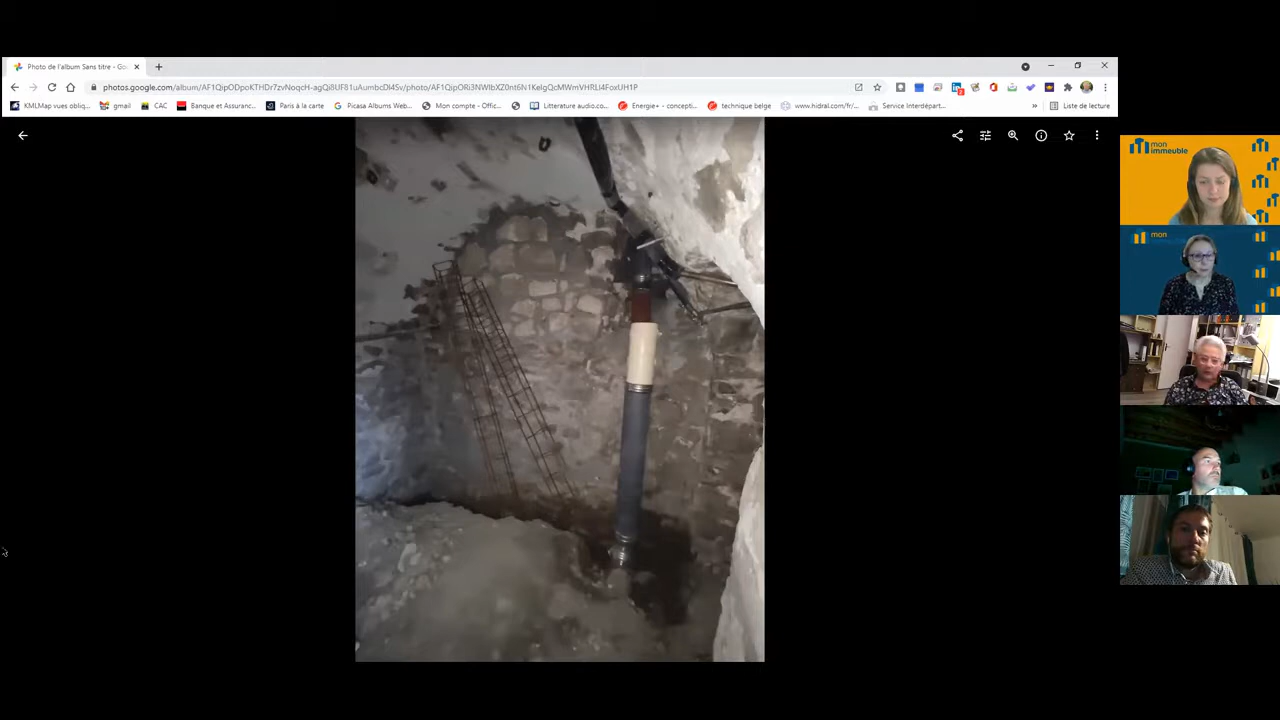 Photo de l'album Sans titre - Go
photos.google.com/album/AF1QipODpoKTHDr7zvNoqcH-agQi8UF81uAumbcDl4Sv/photo/AF1QipORi3NWIbXZ0nt6N1KeIgQcMWmVHRLI4FoxUH1P
KMLMap vues obliq...
gmail
CAC
Banque et Assuranc...
Paris à la carte
Picasa Albums Web...
Mon compte - Offic...
Litterature audio.co...
Energie+ - concepti...
technique belge
www.hidral.com/fr/...
Service Interdépart...
»
Liste de lecture
mon
immeuble